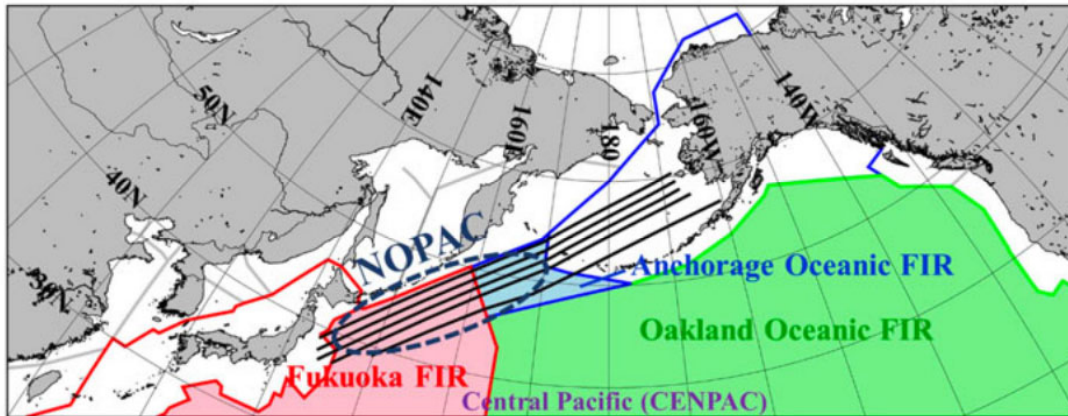 50N
140E
160E
180
160W
140W
40N
30N
NOPAC
Anchorage Oceanic FIR
Oakland Oceanic FIR
Fukuoka FIR
Central Pacific (CENPAC)